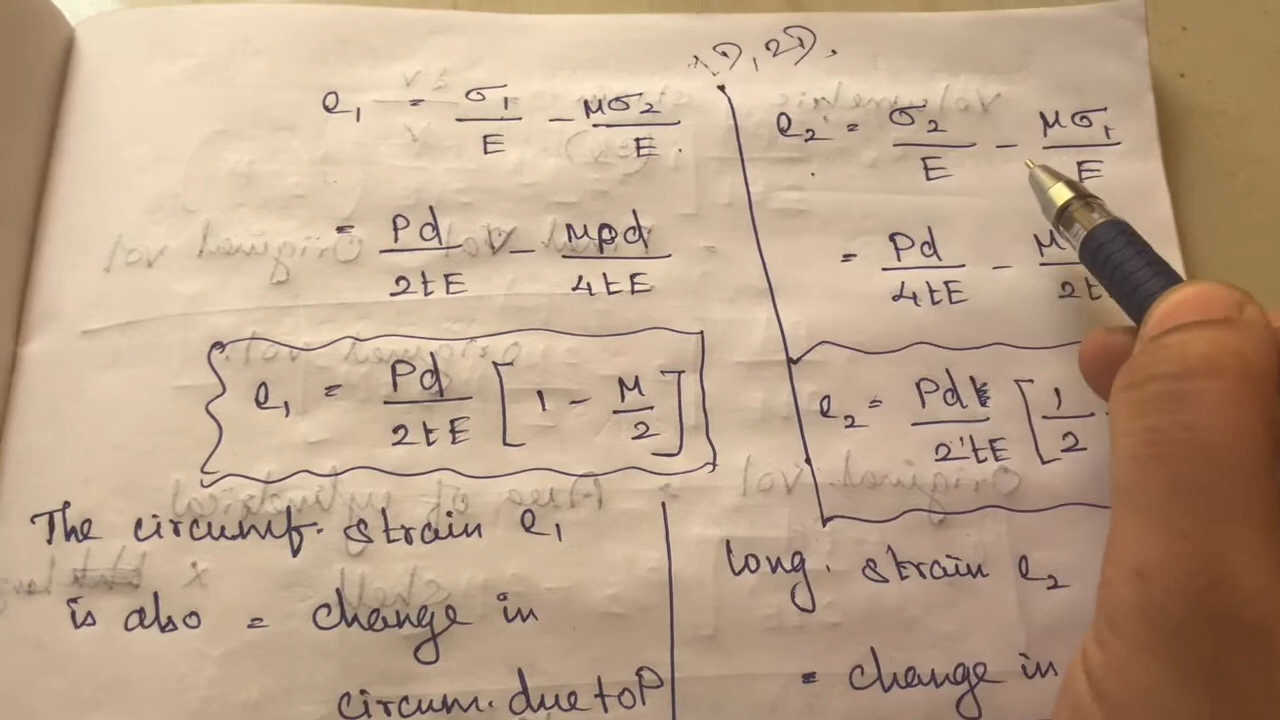 e₁ = σ₁/E - μσ₂/E.
= Pd/2tE - μpd/4tE
e₁ = Pd/2tE [1 - μ/2]
The circumf. strain e₁
is also = change in
circum. due to P
e₂ = σ₂/E - μσ₁/E
= Pd/4tE - μ /2t
e₂ = Pd /2tE [1/2
long. strain e₂
= change in